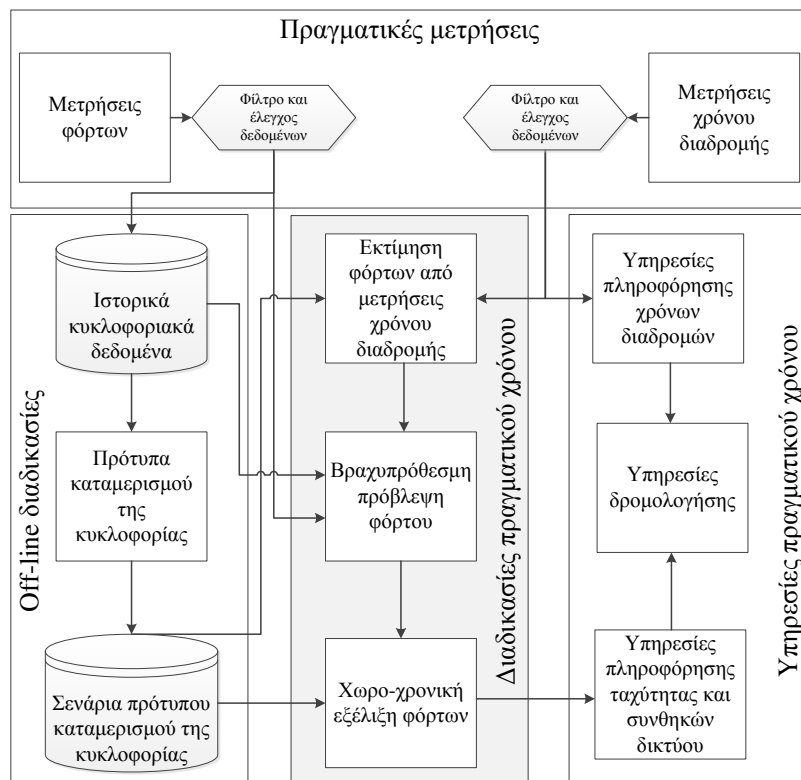 Πραγματικές μετρήσεις
Μετρήσεις
φόρτων
Φίλτρο και
έλεγχος
δεδομένων
Φίλτρο και
έλεγχος
δεδομένων
Μετρήσεις
χρόνου
διαδρομής
Off-line διαδικασίες
Ιστορικά
κυκλοφοριακά
δεδομένα
Πρότυπα
καταμερισμού
της
κυκλοφορίας
Σενάρια πρότυπου
καταμερισμού της
κυκλοφορίας
Εκτίμηση
φόρτων από
μετρήσεις
χρόνου
διαδρομής
Βραχυπρόθεσμη
πρόβλεψη
φόρτου
Χωρο-χρονική
εξέλιξη φόρτων
Διαδικασίες πραγματικού χρόνου
Υπηρεσίες
πληροφόρησης
χρόνων
διαδρομών
Υπηρεσίες
δρομολογήσης
Υπηρεσίες
πληροφόρησης
ταχύτητας και
συνθηκών
δικτύου
Υπηρεσίες πραγματικού χρόνου